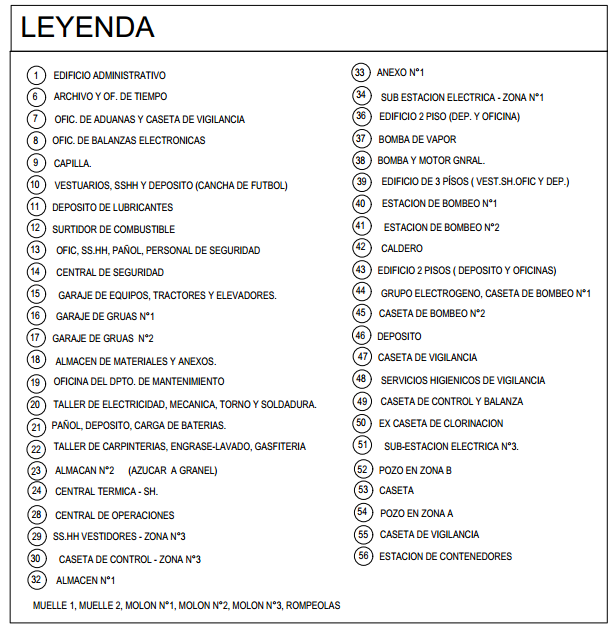 LEYENDA
1 EDIFICIO ADMINISTRATIVO
6 ARCHIVO Y OF. DE TIEMPO
7 OFIC. DE ADUANAS Y CASETA DE VIGILANCIA
8 OFIC. DE BALANZAS ELECTRONICAS
9 CAPILLA.
10 VESTUARIOS, SSHH Y DEPOSITO (CANCHA DE FUTBOL)
11 DEPOSITO DE LUBRICANTES
12 SURTIDOR DE COMBUSTIBLE
13 OFIC, SS.HH, PAÑOL, PERSONAL DE SEGURIDAD
14 CENTRAL DE SEGURIDAD
15 GARAJE DE EQUIPOS, TRACTORES Y ELEVADORES.
16 GARAJE DE GRUAS N°1
17 GARAJE DE GRUAS N°2
18 ALMACEN DE MATERIALES Y ANEXOS.
19 OFICINA DEL DPTO. DE MANTENIMIENTO
20 TALLER DE ELECTRICIDAD, MECANICA, TORNO Y SOLDADURA.
21 PAÑOL, DEPOSITO, CARGA DE BATERIAS.
22 TALLER DE CARPINTERIAS, ENGRASE-LAVADO, GASFITERIA
23 ALMACAN N°2 (AZUCAR A GRANEL)
24 CENTRAL TERMICA - SH.
28 CENTRAL DE OPERACIONES
29 SS.HH VESTIDORES - ZONA N°3
30 CASETA DE CONTROL - ZONA N°3
32 ALMACEN N°1
33 ANEXO N°1
34 SUB ESTACION ELECTRICA - ZONA N°1
36 EDIFICIO 2 PISO (DEP. Y OFICINA)
37 BOMBA DE VAPOR
38 BOMBA Y MOTOR GNRAL.
39 EDIFICIO DE 3 PÍSOS ( VEST.SH.OFIC Y DEP.)
40 ESTACION DE BOMBEO N°1
41 ESTACION DE BOMBEO N°2
42 CALDERO
43 EDIFICIO 2 PISOS ( DEPOSITO Y OFICINAS)
44 GRUPO ELECTROGENO, CASETA DE BOMBEO N°1
45 CASETA DE BOMBEO N°2
46 DEPOSITO
47 CASETA DE VIGILANCIA
48 SERVICIOS HIGIENICOS DE VIGILANCIA
49 CASETA DE CONTROL Y BALANZA
50 EX CASETA DE CLORINACION
51 SUB-ESTACION ELECTRICA N°3.
52 POZO EN ZONA B
53 CASETA
54 POZO EN ZONA A
55 CASETA DE VIGILANCIA
56 ESTACION DE CONTENEDORES
MUELLE 1, MUELLE 2, MOLON N°1, MOLON N°2, MOLON N°3, ROMPEOLAS